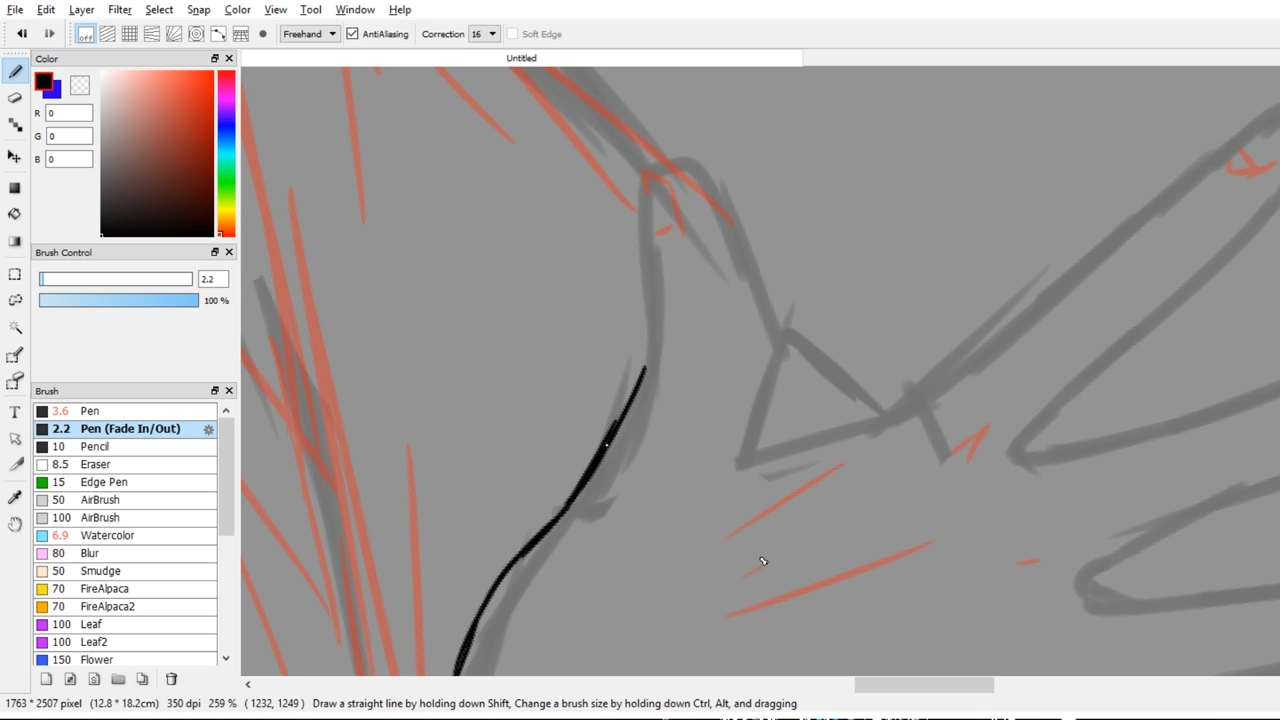 File Edit Layer Filter Select Snap Color View Tool Window Help
off Freehand AntiAliasing Correction 16 Soft Edge
Color
Untitled
R 0
G 0
B 0
Brush Control
2.2
100 %
Brush
3.6 Pen
2.2 Pen (Fade In/Out)
10 Pencil
8.5 Eraser
15 Edge Pen
50 AirBrush
100 AirBrush
6.9 Watercolor
80 Blur
50 Smudge
70 FireAlpaca
70 FireAlpaca2
100 Leaf
100 Leaf2
150 Flower
1763 * 2507 pixel (12.8 * 18.2cm) 350 dpi 259 % ( 1232, 1249 ) Draw a straight line by holding down Shift, Change a brush size by holding down Ctrl, Alt, and dragging